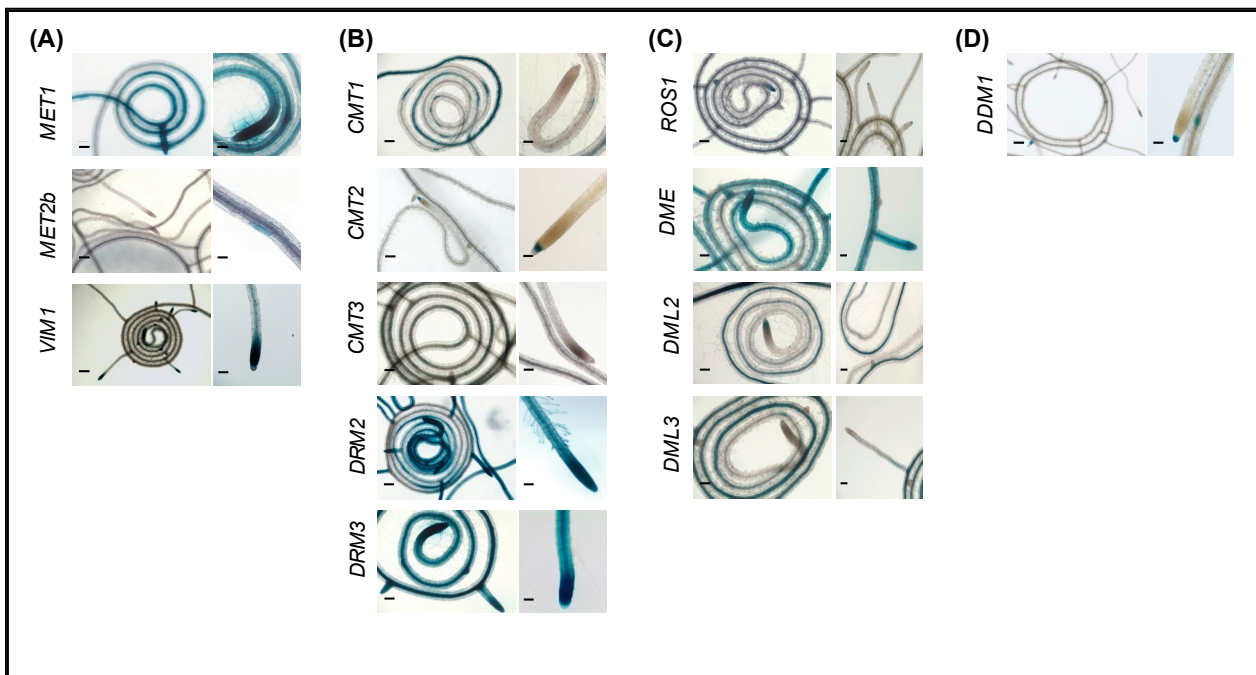 (A)
MET1
MET2b
VIM1
(B)
CMT1
CMT2
CMT3
DRM2
DRM3
(C)
ROS1
DME
DML2
DML3
(D)
DDM1